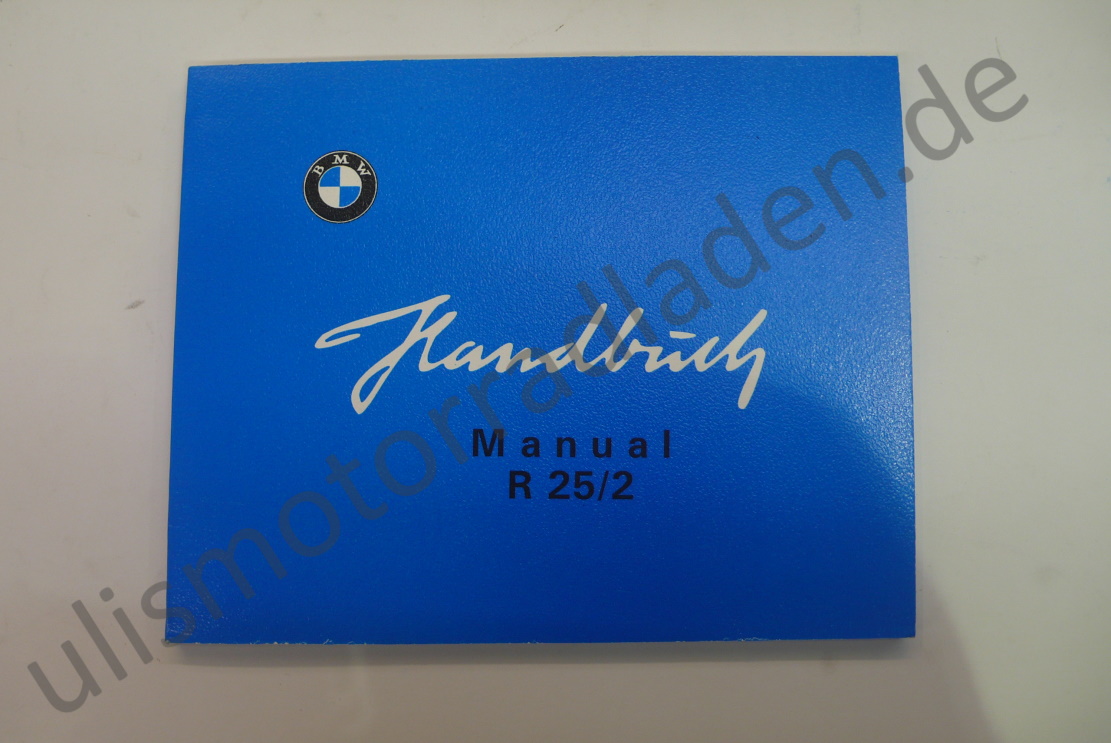 BMW
Handbuch
Manual
R 25/2
ulismotorradladen.de